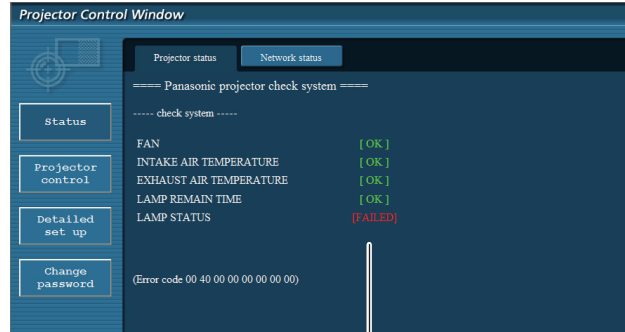 Projector Control Window
Projector status
Network status
==== Panasonic projector check system ====
----- check system -----
FAN [ OK ]
INTAKE AIR TEMPERATURE [ OK ]
EXHAUST AIR TEMPERATURE [ OK ]
LAMP REMAIN TIME [ OK ]
LAMP STATUS [FAILED]
(Error code 00 40 00 00 00 00 00 00)
Status
Projector
control
Detailed
set up
Change
password